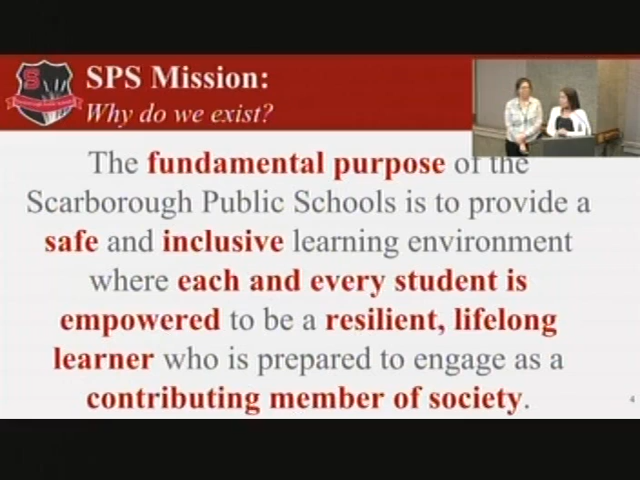 SPS Mission:
Why do we exist?
The fundamental purpose of the
Scarborough Public Schools is to provide a
safe and inclusive learning environment
where each and every student is
empowered to be a resilient, lifelong
learner who is prepared to engage as a
contributing member of society.
4